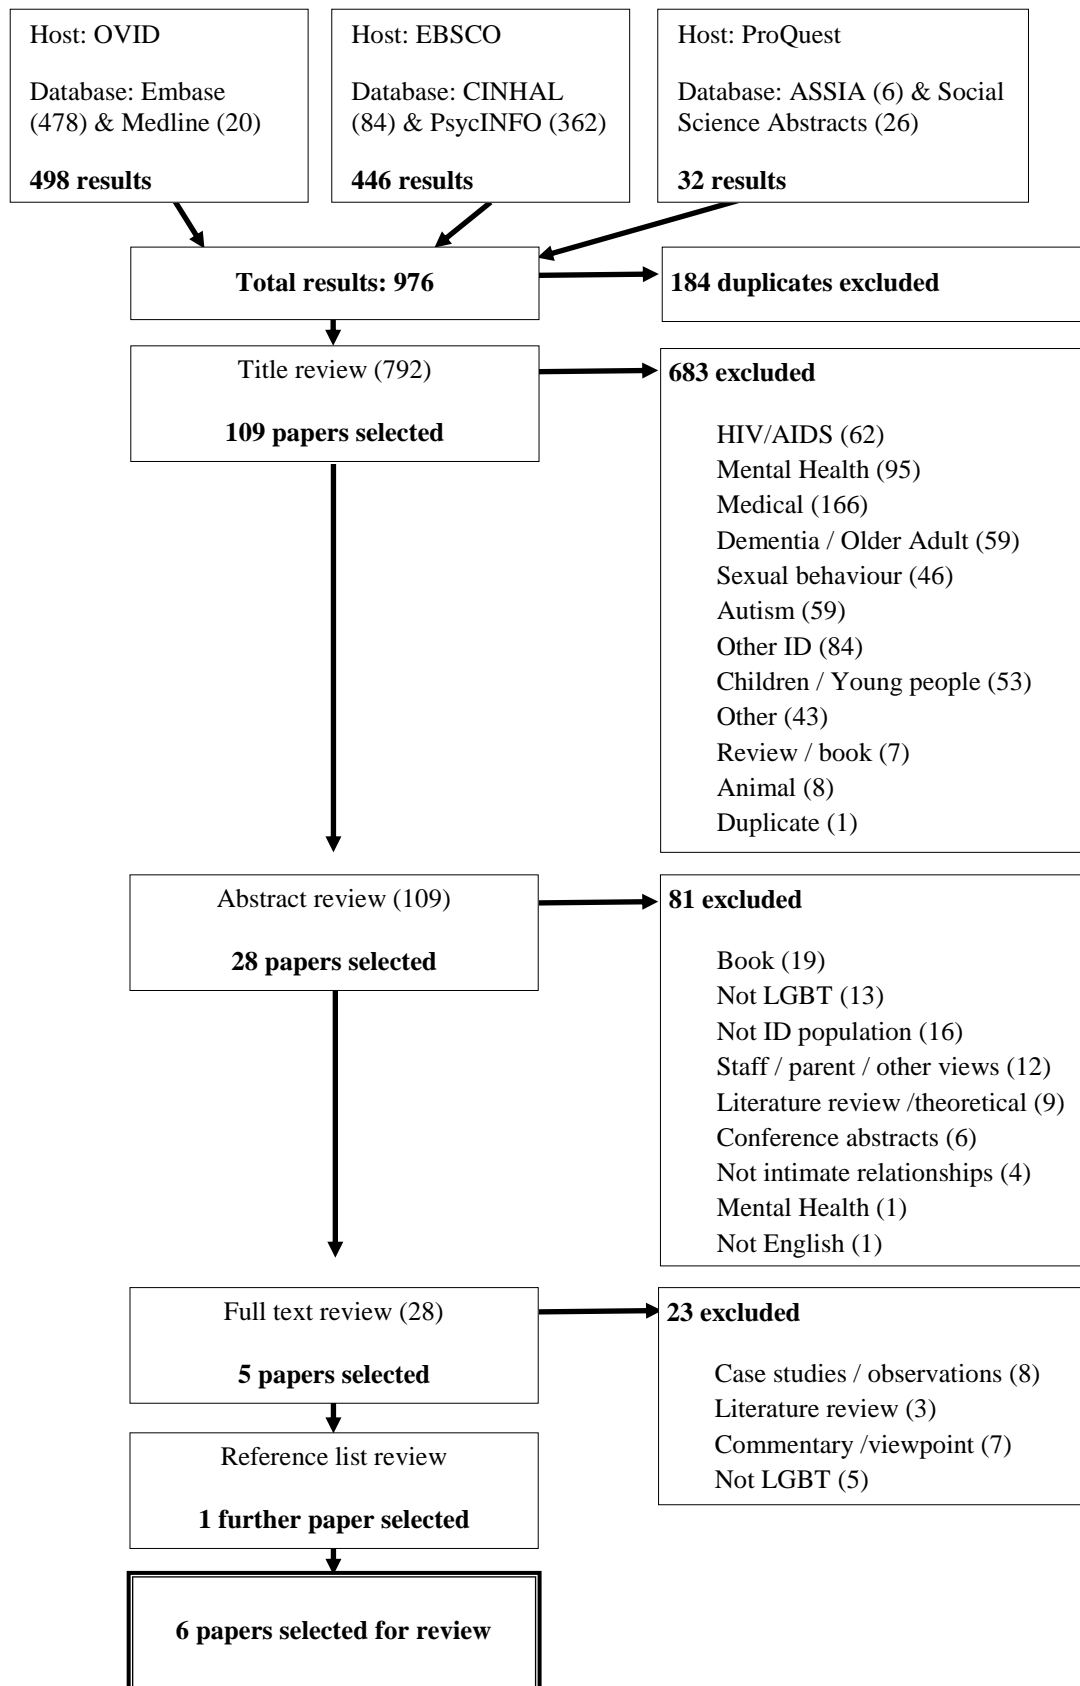 Host: OVID
Database: Embase
(478) & Medline (20)
498 results
Host: EBSCO
Database: CINHAL
(84) & PsycINFO (362)
446 results
Host: ProQuest
Database: ASSIA (6) & Social
Science Abstracts (26)
32 results
Total results: 976
184 duplicates excluded
Title review (792)
109 papers selected
683 excluded
HIV/AIDS (62)
Mental Health (95)
Medical (166)
Dementia / Older Adult (59)
Sexual behaviour (46)
Autism (59)
Other ID (84)
Children / Young people (53)
Other (43)
Review / book (7)
Animal (8)
Duplicate (1)
Abstract review (109)
28 papers selected
81 excluded
Book (19)
Not LGBT (13)
Not ID population (16)
Staff / parent / other views (12)
Literature review /theoretical (9)
Conference abstracts (6)
Not intimate relationships (4)
Mental Health (1)
Not English (1)
Full text review (28)
5 papers selected
23 excluded
Case studies / observations (8)
Literature review (3)
Commentary /viewpoint (7)
Not LGBT (5)
Reference list review
1 further paper selected
6 papers selected for review